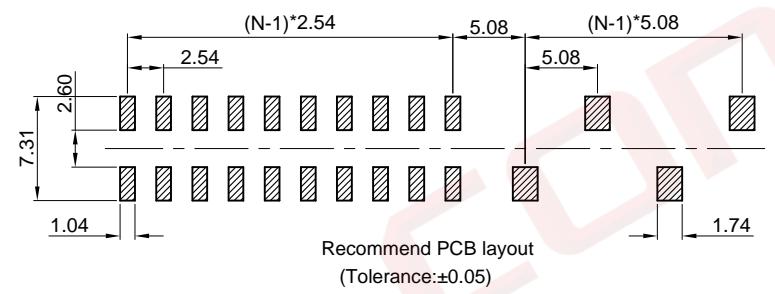 (N-1)*2.54
5.08
(N-1)*5.08
2.54
5.08
2.60
7.31
1.04
1.74
Recommend PCB layout
(Tolerance:±0.05)